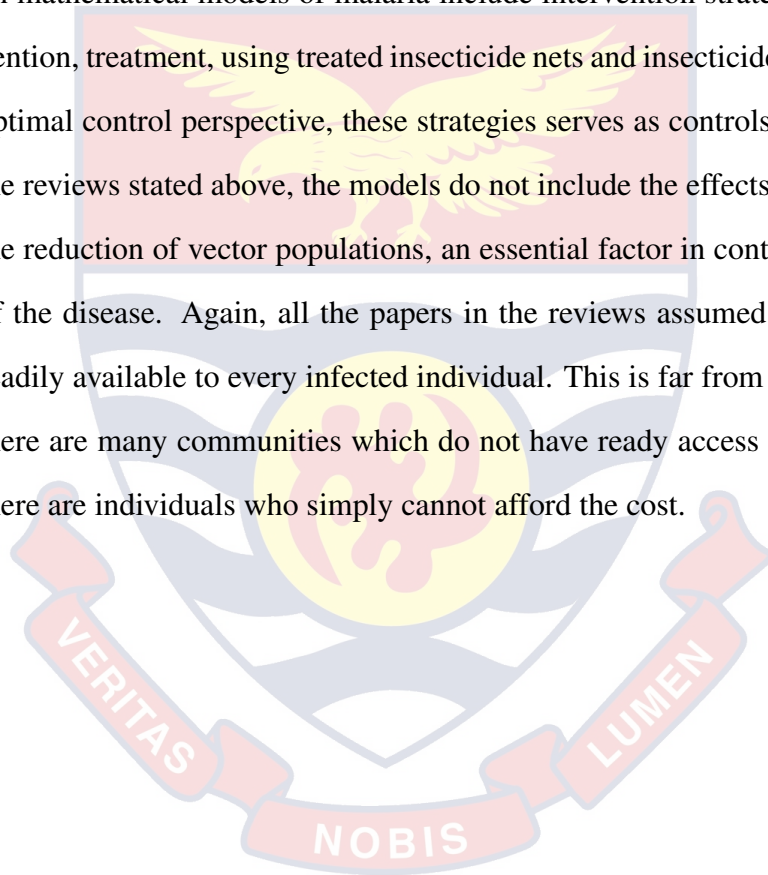 mathematical models of malaria include intervention
ention, treatment, using treated insecticide nets and insecticide
ptimal control perspective, these strategies serves as controls
e reviews stated above, the models do not include the effects
e reduction of vector populations, an essential factor in cont
f the disease. Again, all the papers in the reviews assumed
adily available to every infected individual. This is far from
ere are many communities which do not have ready access
ere are individuals who simply cannot afford the cost.
VERITAS
NOBIS
LUMEN